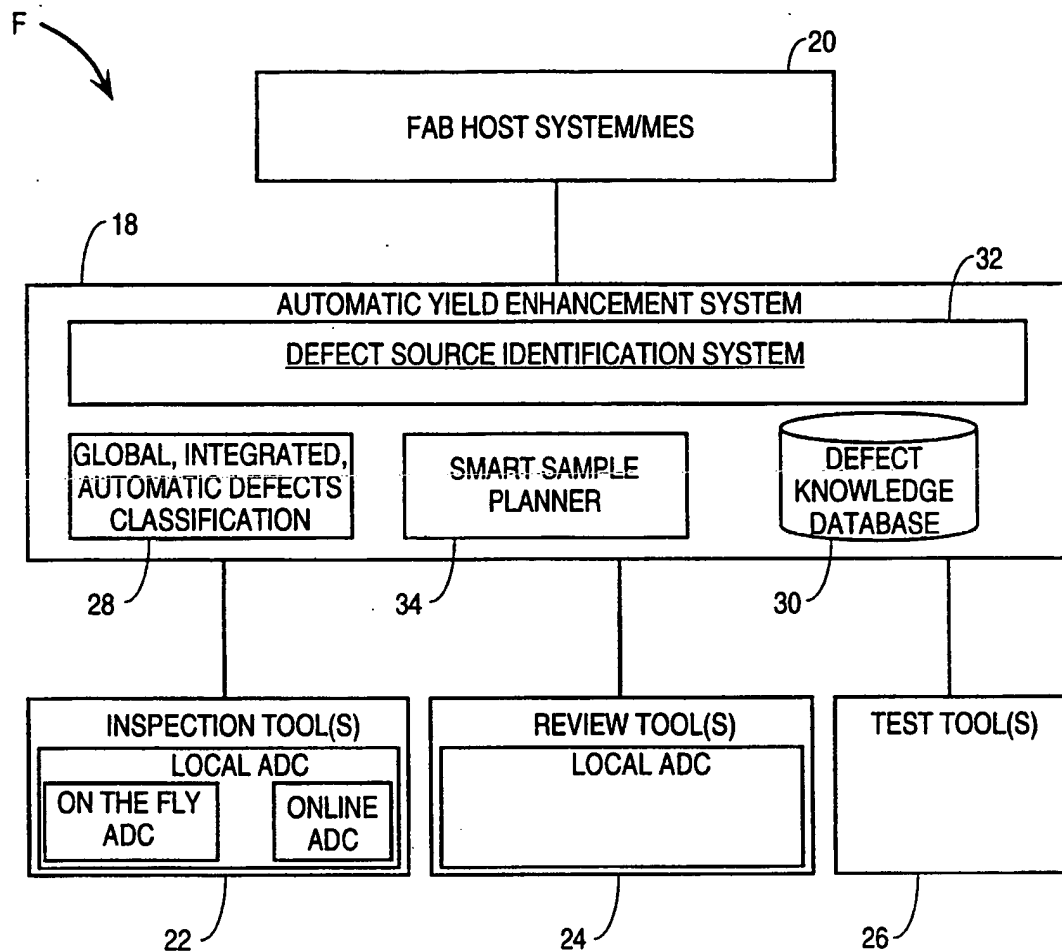 F
20
FAB HOST SYSTEM/MES
18
32
AUTOMATIC YIELD ENHANCEMENT SYSTEM
DEFECT SOURCE IDENTIFICATION SYSTEM
GLOBAL, INTEGRATED,
AUTOMATIC DEFECTS
CLASSIFICATION
SMART SAMPLE
PLANNER
DEFECT
KNOWLEDGE
DATABASE
28
34
30
INSPECTION TOOL(S)
LOCAL ADC
ON THE FLY
ADC
ONLINE
ADC
REVIEW TOOL(S)
LOCAL ADC
TEST TOOL(S)
22
24
26